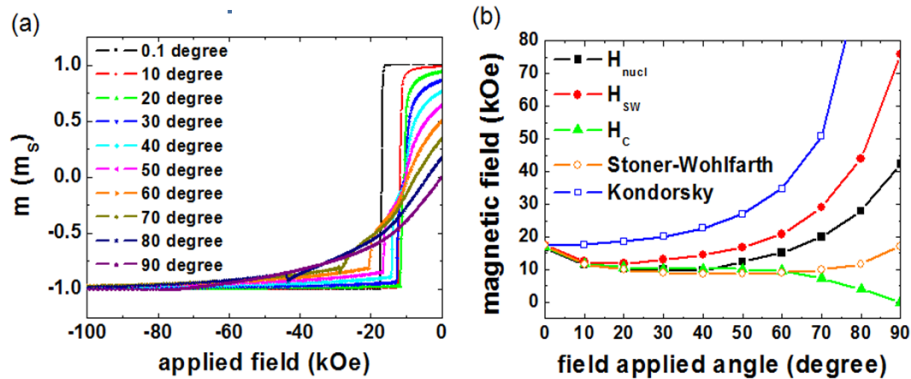 (a)
0.1 degree
10 degree
20 degree
30 degree
40 degree
50 degree
60 degree
70 degree
80 degree
90 degree
1.0
0.5
0.0
-0.5
-1.0
m (mS)
-100 -80 -60 -40 -20 0
applied field (kOe)
(b)
Hnucl
HSW
HC
Stoner-Wohlfarth
Kondorsky
80
70
60
50
40
30
20
10
0
magnetic field (kOe)
0 10 20 30 40 50 60 70 80 90
field applied angle (degree)